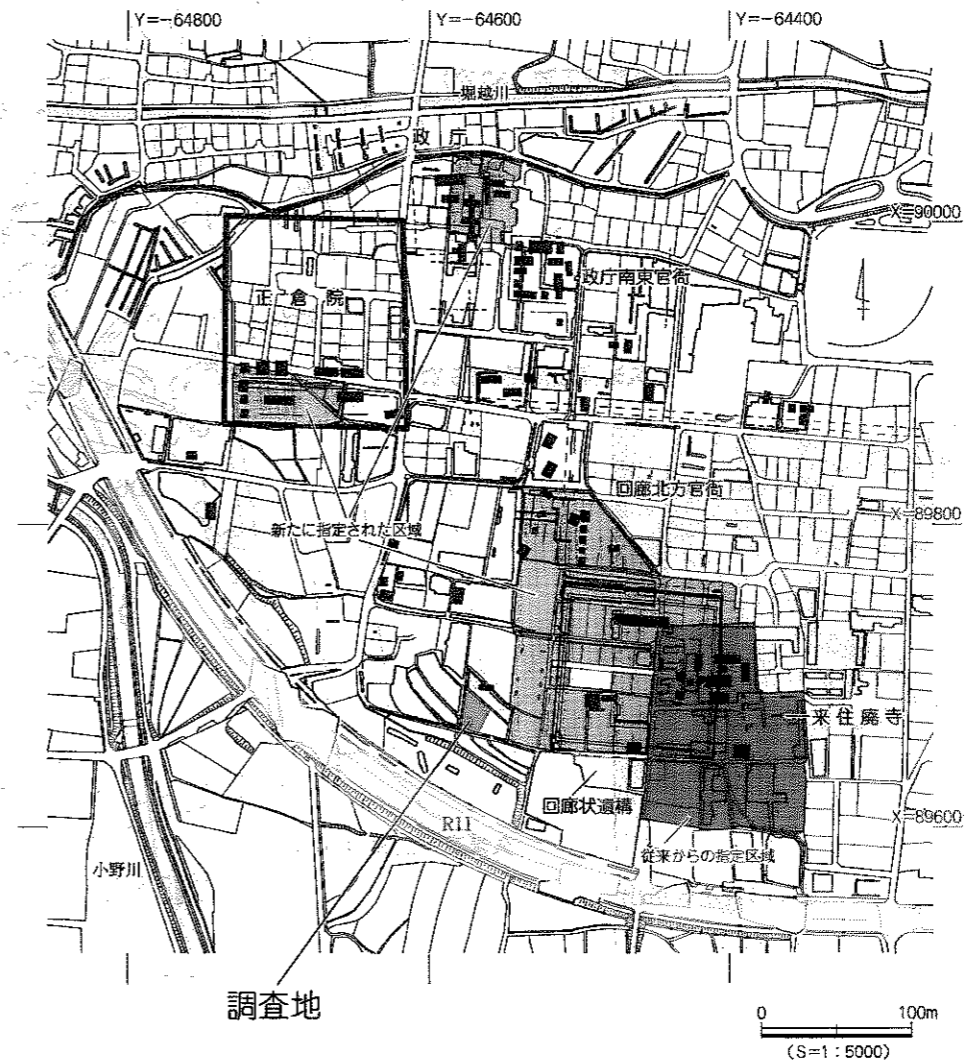 Y=-64800
Y=-64600
Y=-64400
堀越川
政庁
X=90000
政庁南東官衙
正倉院
回廊北方官衙
X=89800
新たに指定された区域
来住廃寺
回廊状遺構
X=89600
R11
従来からの指定区域
小野川
調査地
0 100m
(S=1:5000)